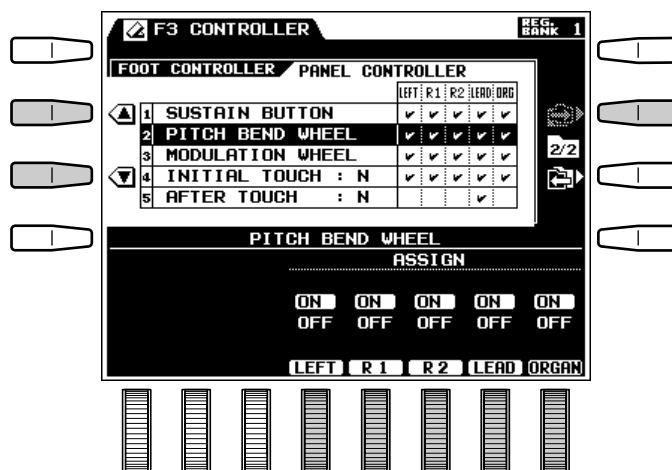 F3 CONTROLLER REG. BANK 1
FOOT CONTROLLER PANEL CONTROLLER
LEFT R1 R2 LEAD ORG
1 SUSTAIN BUTTON
2 PITCH BEND WHEEL
3 MODULATION WHEEL
4 INITIAL TOUCH : N
5 AFTER TOUCH : N
2/2
PITCH BEND WHEEL
ASSIGN
ON ON ON ON ON
OFF OFF OFF OFF OFF
LEFT R 1 R 2 LEAD ORGAN